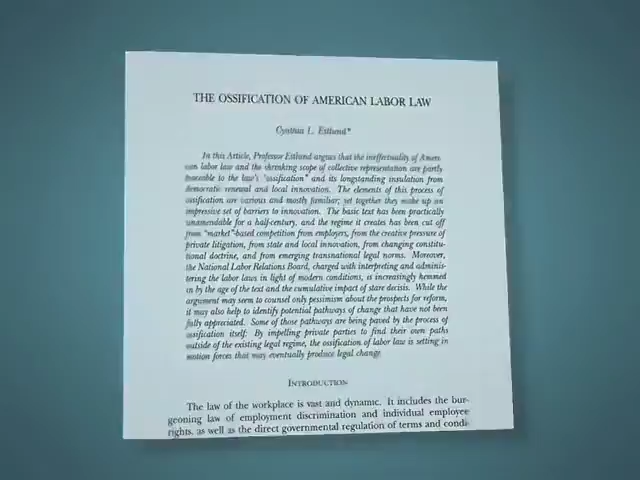 THE OSSIFICATION OF AMERICAN LABOR LAW
Cynthia L. Estlund*
In this Article, Professor Estlund argues that the ineffectuality of Ameri-
can labor law and the shrinking scope of collective representation are partly
traceable to the law's "ossification" and its longstanding insulation from
democratic renewal and local innovation. The elements of this process of
ossification are various and mostly familiar; yet together they make up an
impressive set of barriers to innovation. The basic text has been practically
unamendable for a half-century, and the regime it creates has been cut off
from "market"-based competition from employers, from the creative pressure of
private litigation, from state and local innovation, from changing constitu-
tional doctrine, and from emerging transnational legal norms. Moreover,
the National Labor Relations Board, charged with interpreting and adminis-
tering the labor laws in light of modern conditions, is increasingly hemmed
in by the age of the text and the cumulative impact of stare decisis. While the
argument may seem to counsel only pessimism about the prospects for reform,
it may also help to identify potential pathways of change that have not been
fully appreciated. Some of those pathways are being paved by the process of
ossification itself: By impelling private parties to find their own paths
outside of the existing legal regime, the ossification of labor law is setting in
motion forces that may eventually produce legal change.
INTRODUCTION
The law of the workplace is vast and dynamic. It includes the bur-
geoning law of employment discrimination and individual employee
rights, as well as the direct governmental regulation of terms and condi-